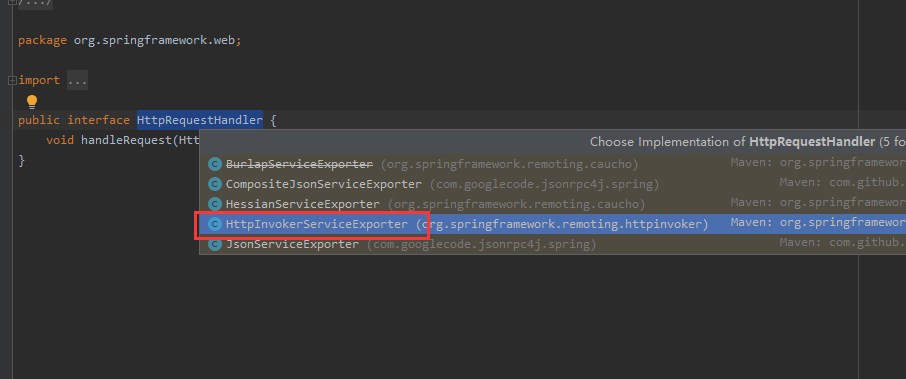 /.../
package org.springframework.web;
import ...
public interface HttpRequestHandler {
void handleRequest(Htt
}
Choose Implementation of HttpRequestHandler (5 fo
BurlapServiceExporter (org.springframework.remoting.caucho) Maven: org.springframewor
CompositeJsonServiceExporter (com.googlecode.jsonrpc4j.spring) Maven: com.github.
HessianServiceExporter (org.springframework.remoting.caucho) Maven: org.springframewor
HttpInvokerServiceExporter (org.springframework.remoting.httpinvoker) Maven: org.springframewor
JsonServiceExporter (com.googlecode.jsonrpc4j.spring) Maven: com.github.